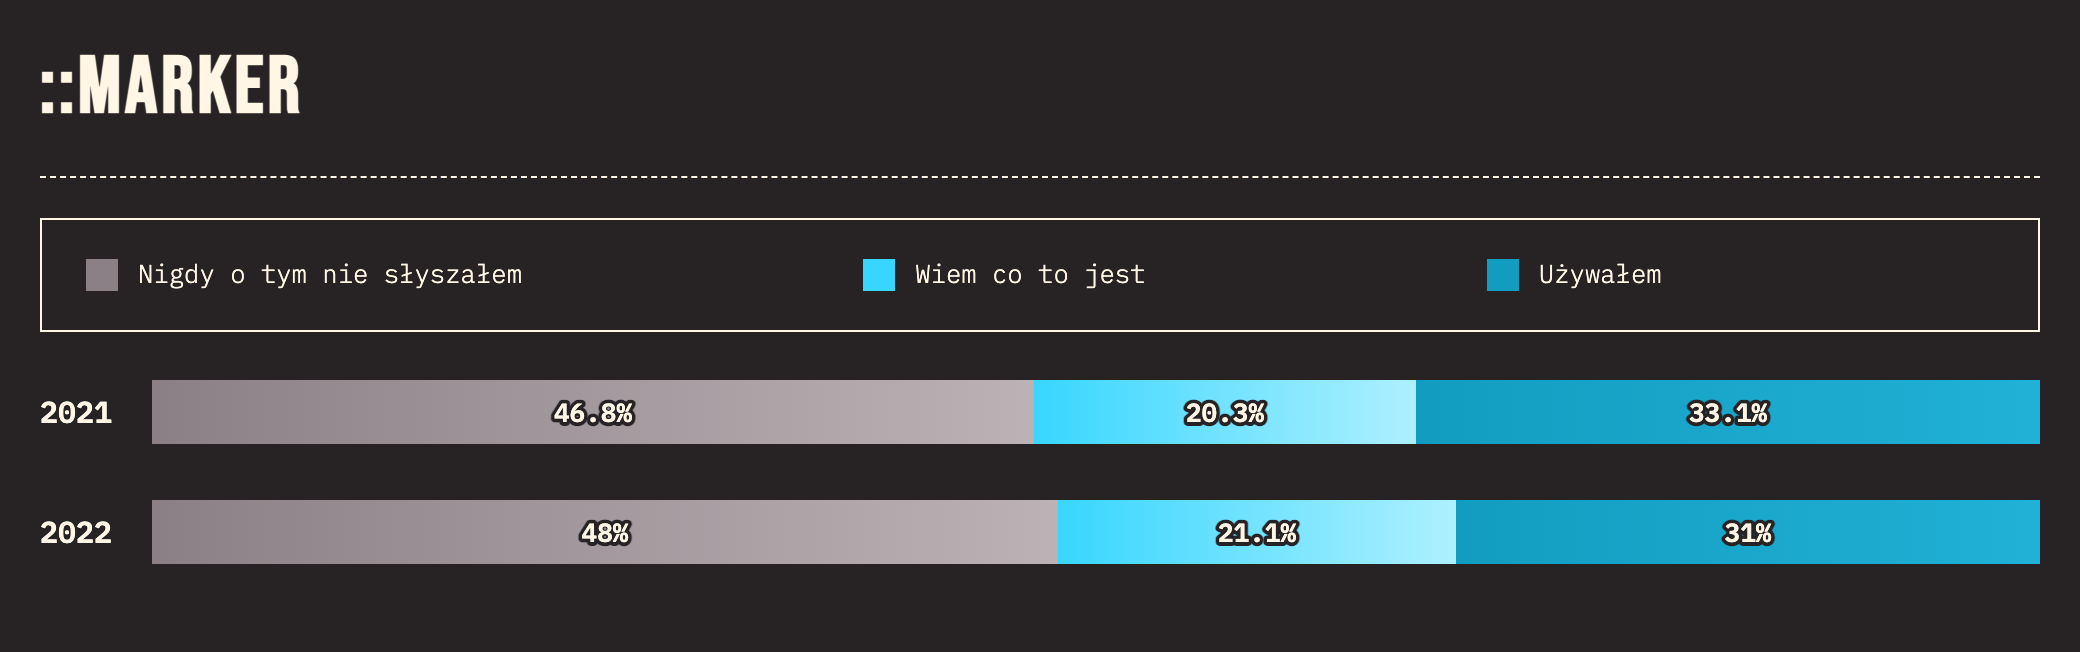 ::MARKER
Nigdy o tym nie słyszałem
Wiem co to jest
Używałem
2021 46.8% 20.3% 33.1%
2022 48% 21.1% 31%